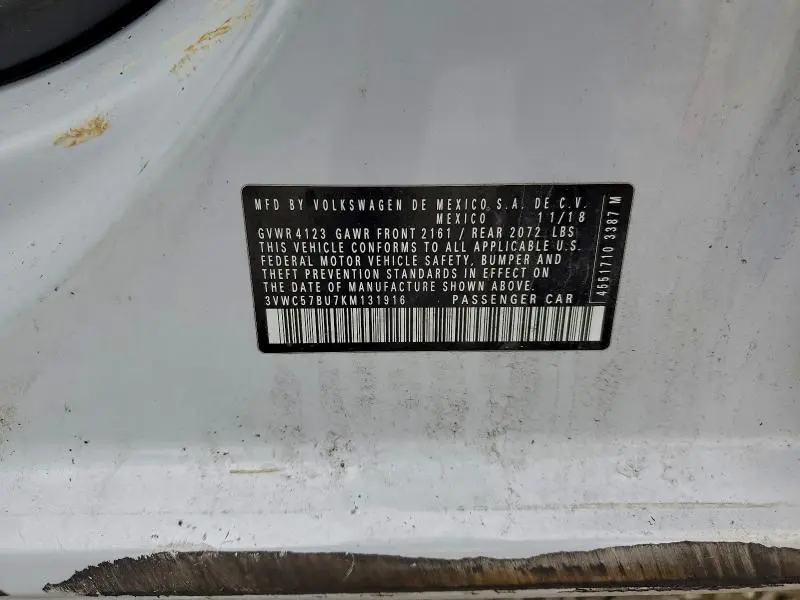 MFD BY VOLKSWAGEN DE MEXICO S.A. DE C.V.
MEXICO 11/18
GVWR 4123 GAWR FRONT 2161 / REAR 2072 LBS
THIS VEHICLE CONFORMS TO ALL APPLICABLE U.S.
FEDERAL MOTOR VEHICLE SAFETY, BUMPER AND
THEFT PREVENTION STANDARDS IN EFFECT ON
THE DATE OF MANUFACTURE SHOWN ABOVE.
3VWC57BU7KM131916 PASSENGER CAR
4551710 3387 M